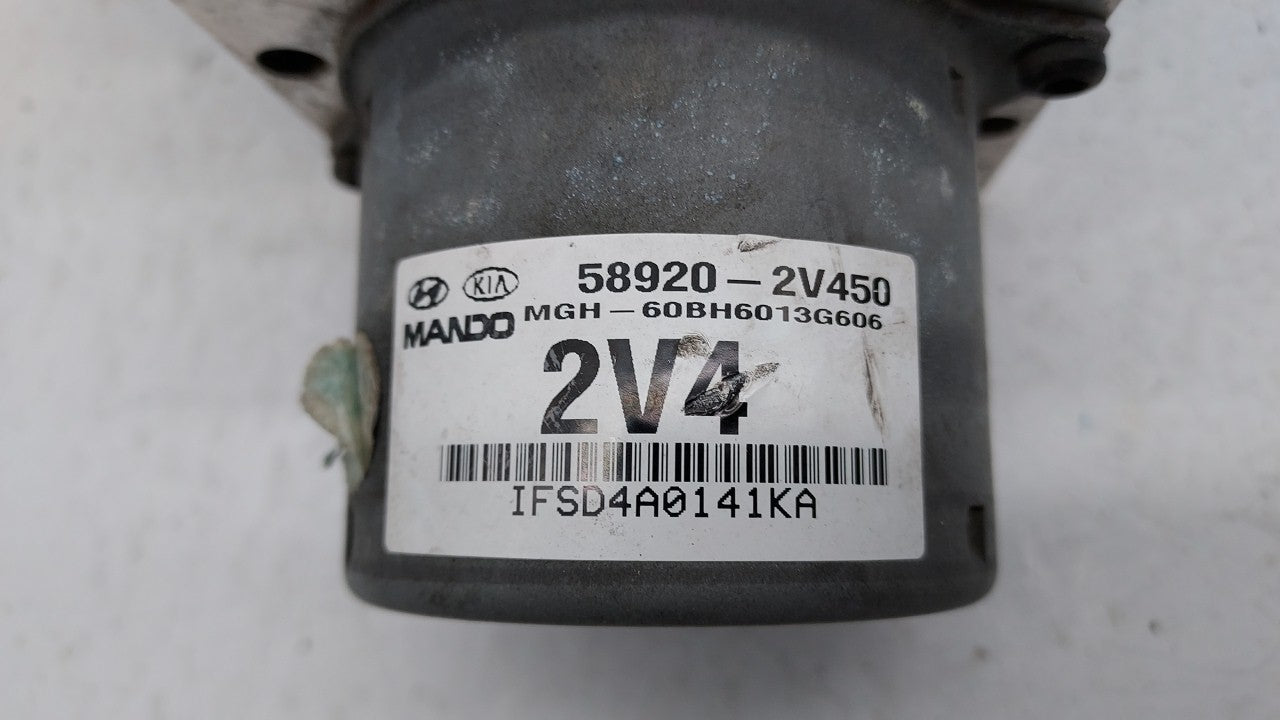 KIA 58920-2V450
MANDO MGH-60BH6013G606
2V4
IFSD4A0141KA